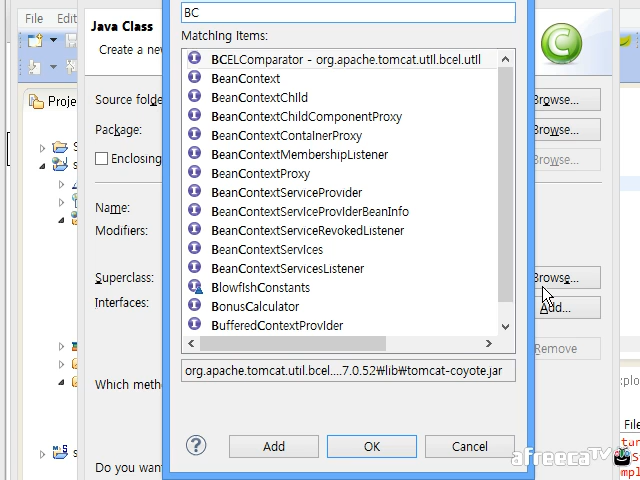 File Edit
BC
Java Class
Create a new
Matching Items:
BCELComparator - org.apache.tomcat.util.bcel.util
BeanContext
BeanContextChild
BeanContextChildComponentProxy
BeanContextContainerProxy
BeanContextMembershipListener
BeanContextProxy
BeanContextServiceProvider
BeanContextServiceProviderBeanInfo
BeanContextServiceRevokedListener
BeanContextServices
BeanContextServicesListener
BlowfishConstants
BonusCalculator
BufferedContextProvider
org.apache.tomcat.util.bcel....7.0.52₩lib₩tomcat-coyote.jar
Add
OK
Cancel
Source folde
Browse...
Package:
Browse...
Enclosing
Browse...
Name:
Modifiers:
Superclass:
Browse...
Interfaces:
Add...
Remove
Which metho
Do you wan
Proje
File
afreecaTV